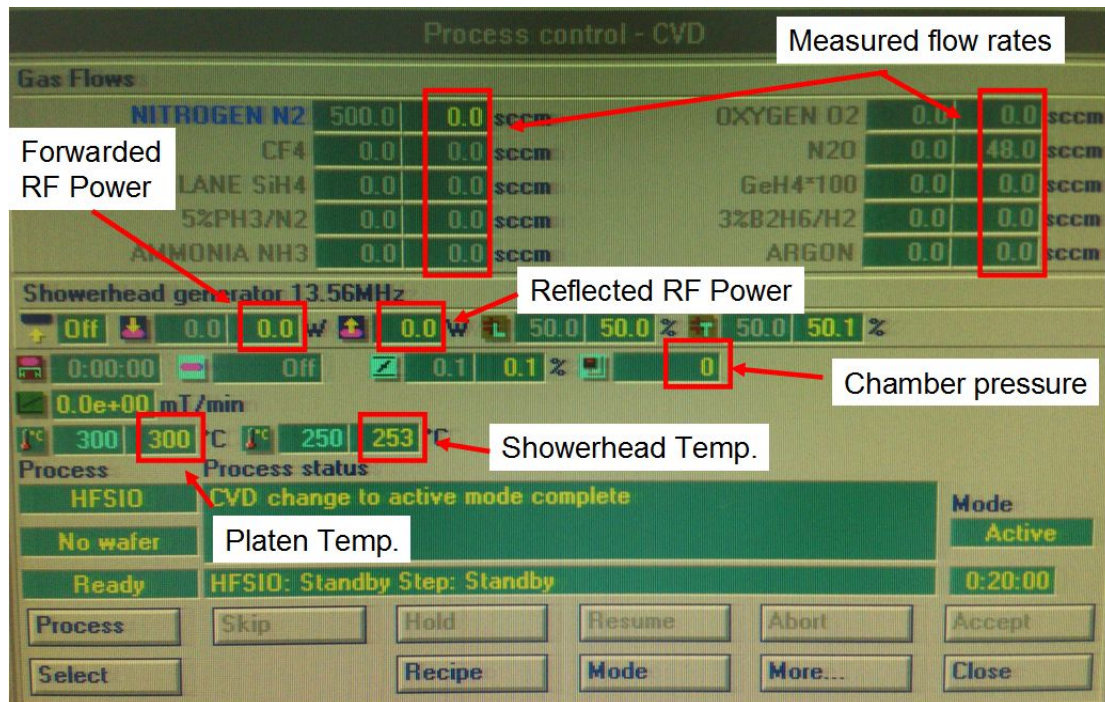 Process control - CVD
Measured flow rates
Gas Flows
NITROGEN N2 500.0 0.0 sccm OXYGEN O2 0.0 0.0 sccm
Forwarded
RF Power
CF4 0.0 0.0 sccm N2O 0.0 48.0 sccm
LANE SiH4 0.0 0.0 sccm GeH4*100 0.0 0.0 sccm
5%PH3/N2 0.0 0.0 sccm 3%B2H6/H2 0.0 0.0 sccm
AMMONIA NH3 0.0 0.0 sccm ARGON 0.0 0.0 sccm
Showerhead generator 13.56MHz
Reflected RF Power
Off 0.0 0.0 W 0.0 W L 50.0 50.0 % T 50.0 50.1 %
0:00:00 Off 0.1 0.1 % 0
Chamber pressure
0.0e+00 mT/min
300 300 °C 250 253 °C
Showerhead Temp.
Process Process status
HFSIO CVD change to active mode complete Mode
No wafer Platen Temp. Active
Ready HFSIO: Standby Step: Standby 0:20:00
Process Skip Hold Resume Abort Accept
Select Recipe Mode More... Close